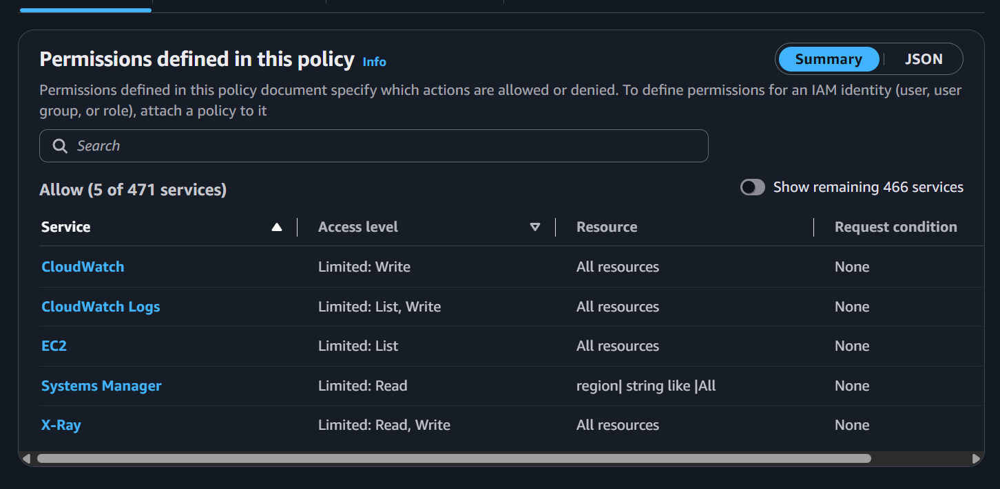 Permissions defined in this policy Info
Summary JSON
Permissions defined in this policy document specify which actions are allowed or denied. To define permissions for an IAM identity (user, user
group, or role), attach a policy to it
Search
Allow (5 of 471 services)
Show remaining 466 services
Service Access level Resource Request condition
CloudWatch Limited: Write All resources None
CloudWatch Logs Limited: List, Write All resources None
EC2 Limited: List All resources None
Systems Manager Limited: Read region| string like |All None
X-Ray Limited: Read, Write All resources None